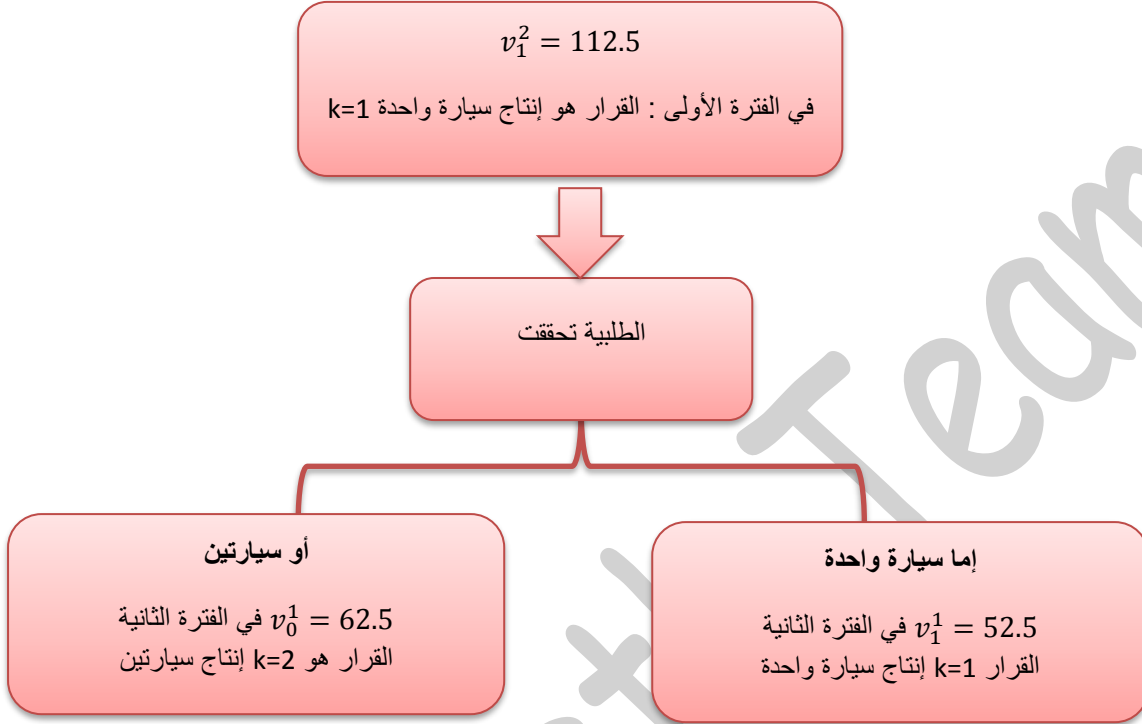 $v_1^2 = 112.5$
في الفترة الأولى : القرار هو إنتاج سيارة واحدة k=1
الطلبية تحققت
إما سيارة واحدة
$v_1^1 = 52.5$ في الفترة الثانية
القرار k=1 إنتاج سيارة واحدة
أو سيارتين
$v_0^1 = 62.5$ في الفترة الثانية
القرار هو k=2 إنتاج سيارتين
Team